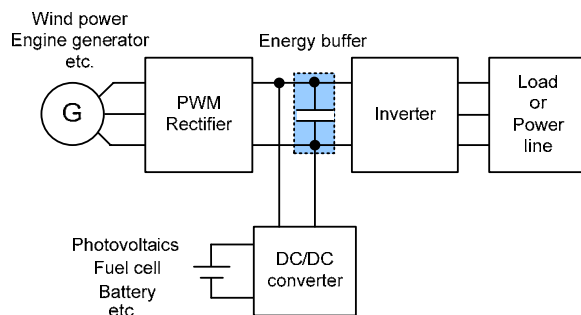 Wind power
Engine generator
etc.
Energy buffer
G
PWM
Rectifier
Inverter
Load
or
Power
line
Photovoltaics
Fuel cell
Battery
etc
DC/DC
converter